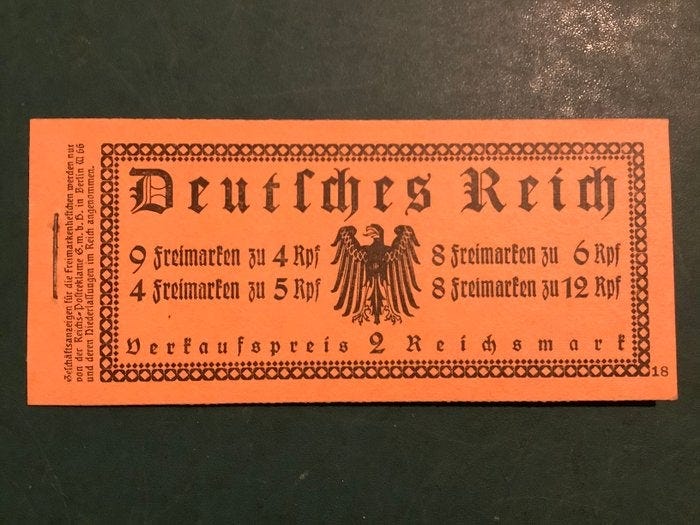 Geschäftsanzeigen für die Freimarkenheftchen werden nur
von der Reichs-Postreklame G.m.b.H. in Berlin W 66
und deren Niederlassungen im Reich angenommen.
Deutsches Reich
9 Freimarken zu 4 Rpf
8 Freimarken zu 6 Rpf
4 Freimarken zu 5 Rpf
8 Freimarken zu 12 Rpf
Verkaufspreis 2 Reichsmark
18